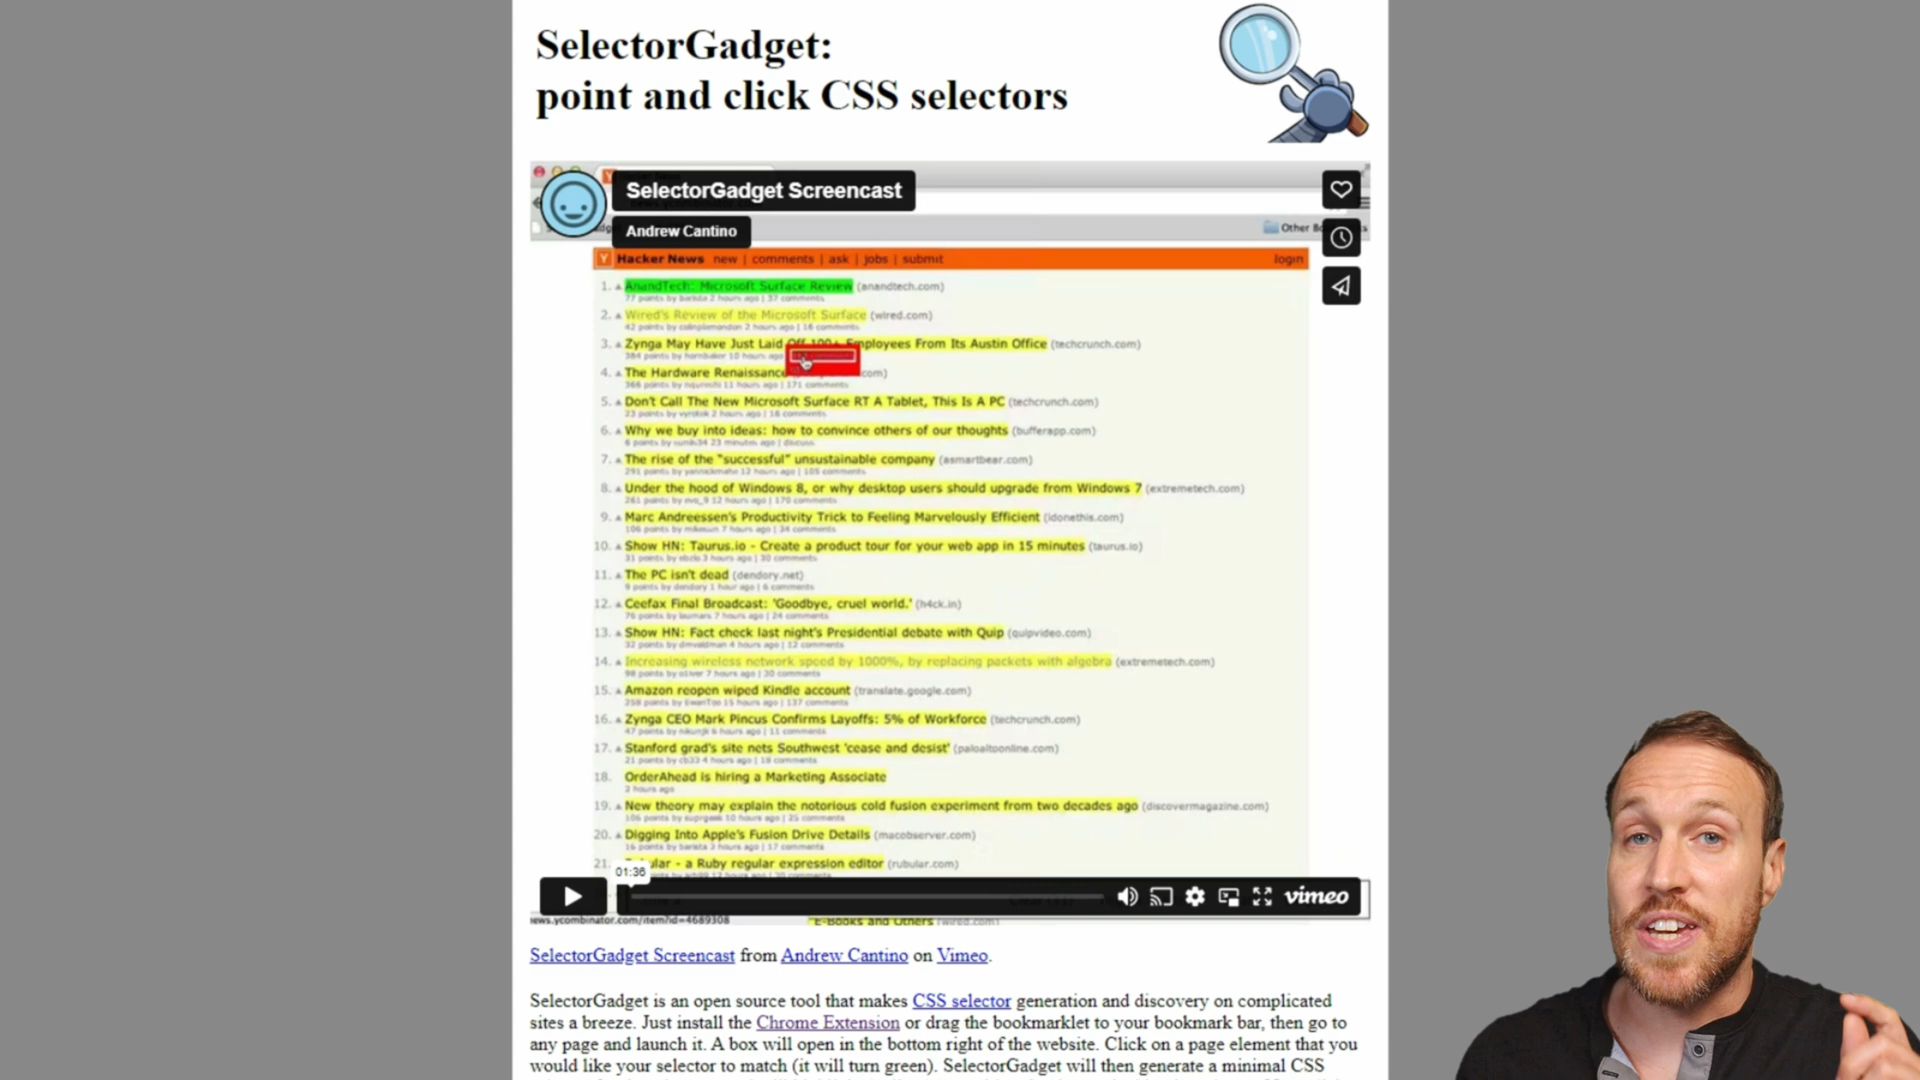 SelectorGadget:
point and click CSS selectors
SelectorGadget Screencast
Andrew Cantino
Other B
Y Hacker News new | comments | ask | jobs | submit login
1. AnandTech: Microsoft Surface Review (anandtech.com)
77 points by barista 2 hours ago | 37 comments
2. Wired's Review of the Microsoft Surface (wired.com)
42 points by colinplamondon 2 hours ago | 16 comments
3. Zynga May Have Just Laid Off 100+ Employees From Its Austin Office (techcrunch.com)
384 points by hornbaker 10 hours ago
4. The Hardware Renaissance com)
366 points by nqureshi 11 hours ago | 171 comments
5. Don't Call The New Microsoft Surface RT A Tablet, This Is A PC (techcrunch.com)
23 points by 2 hours ago | 16 comments
6. Why we buy into ideas: how to convince others of our thoughts (bufferapp.com)
6 points by sumih34 23 minutes ago | discuss
7. The rise of the "successful" unsustainable company (asmartbear.com)
291 points by 12 hours ago | 105 comments
8. Under the hood of Windows 8, or why desktop users should upgrade from Windows 7 (extremetech.com)
261 points by evo_9 12 hours ago | 170 comments
9. Marc Andreessen's Productivity Trick to Feeling Marvelously Efficient (idonethis.com)
106 points by 7 hours ago | 34 comments
10. Show HN: Taurus.io - Create a product tour for your web app in 15 minutes (taurus.io)
31 points by 3 hours ago | 30 comments
11. The PC isn't dead (dendory.net)
9 points by dendory 1 hour ago | 6 comments
12. Ceefax Final Broadcast: 'Goodbye, cruel world.' (h4ck.in)
76 points by 7 hours ago | 24 comments
13. Show HN: Fact check last night's Presidential debate with Quip (quipvideo.com)
32 points by dmvaldman 4 hours ago | 12 comments
14. Increasing wireless network speed by 1000%, by replacing packets with algebra (extremetech.com)
98 points by 7 hours ago | 30 comments
15. Amazon reopen wiped Kindle account (translate.google.com)
258 points by EwanToo 15 hours ago | 137 comments
16. Zynga CEO Mark Pincus Confirms Layoffs: 5% of Workforce (techcrunch.com)
47 points by 6 hours ago | 11 comments
17. Stanford grad's site nets Southwest 'cease and desist' (paloaltoonline.com)
21 points by cb33 4 hours ago | 18 comments
18. OrderAhead is hiring a Marketing Associate
2 hours ago
19. New theory may explain the notorious cold fusion experiment from two decades ago (discovermagazine.com)
106 points by suprgeek 10 hours ago | 25 comments
20. Digging Into Apple's Fusion Drive Details (macobserver.com)
16 points by barista 3 hours ago | 17 comments
21. ular - a Ruby regular expression editor (rubular.com)
01:36
vimeo
news.ycombinator.com/item?id=4689308
E-Books and Others (wired.com)
SelectorGadget Screencast from Andrew Cantino on Vimeo.
SelectorGadget is an open source tool that makes CSS selector generation and discovery on complicated
sites a breeze. Just install the Chrome Extension or drag the bookmarklet to your bookmark bar, then go to
any page and launch it. A box will open in the bottom right of the website. Click on a page element that you
would like your selector to match (it will turn green). SelectorGadget will then generate a minimal CSS